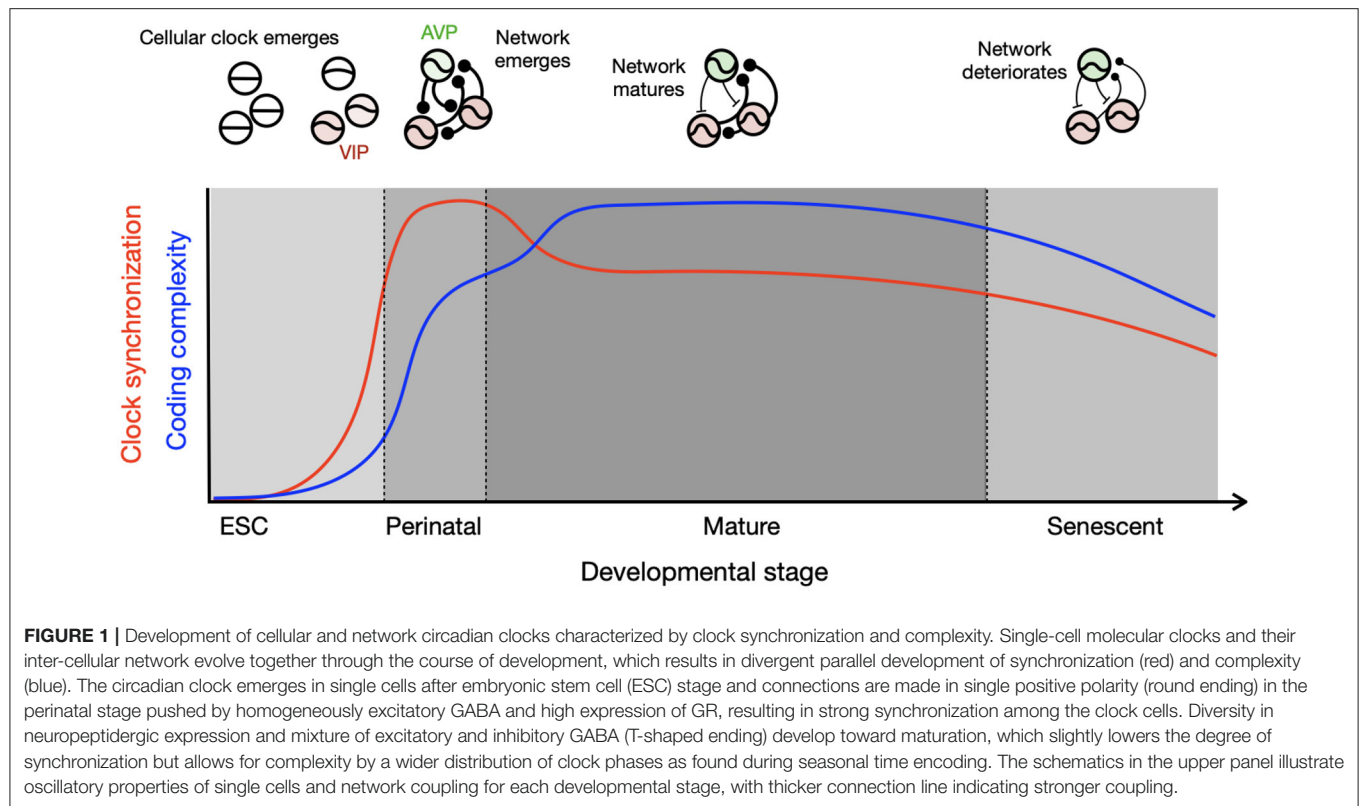 Cellular clock emerges
AVP
Network
emerges
Network
matures
Network
deteriorates
VIP
Clock synchronization
Coding complexity
ESC
Perinatal
Mature
Senescent
Developmental stage
FIGURE 1 | Development of cellular and network circadian clocks characterized by clock synchronization and complexity. Single-cell molecular clocks and their
inter-cellular network evolve together through the course of development, which results in divergent parallel development of synchronization (red) and complexity
(blue). The circadian clock emerges in single cells after embryonic stem cell (ESC) stage and connections are made in single positive polarity (round ending) in the
perinatal stage pushed by homogeneously excitatory GABA and high expression of GR, resulting in strong synchronization among the clock cells. Diversity in
neuropeptidergic expression and mixture of excitatory and inhibitory GABA (T-shaped ending) develop toward maturation, which slightly lowers the degree of
synchronization but allows for complexity by a wider distribution of clock phases as found during seasonal time encoding. The schematics in the upper panel illustrate
oscillatory properties of single cells and network coupling for each developmental stage, with thicker connection line indicating stronger coupling.